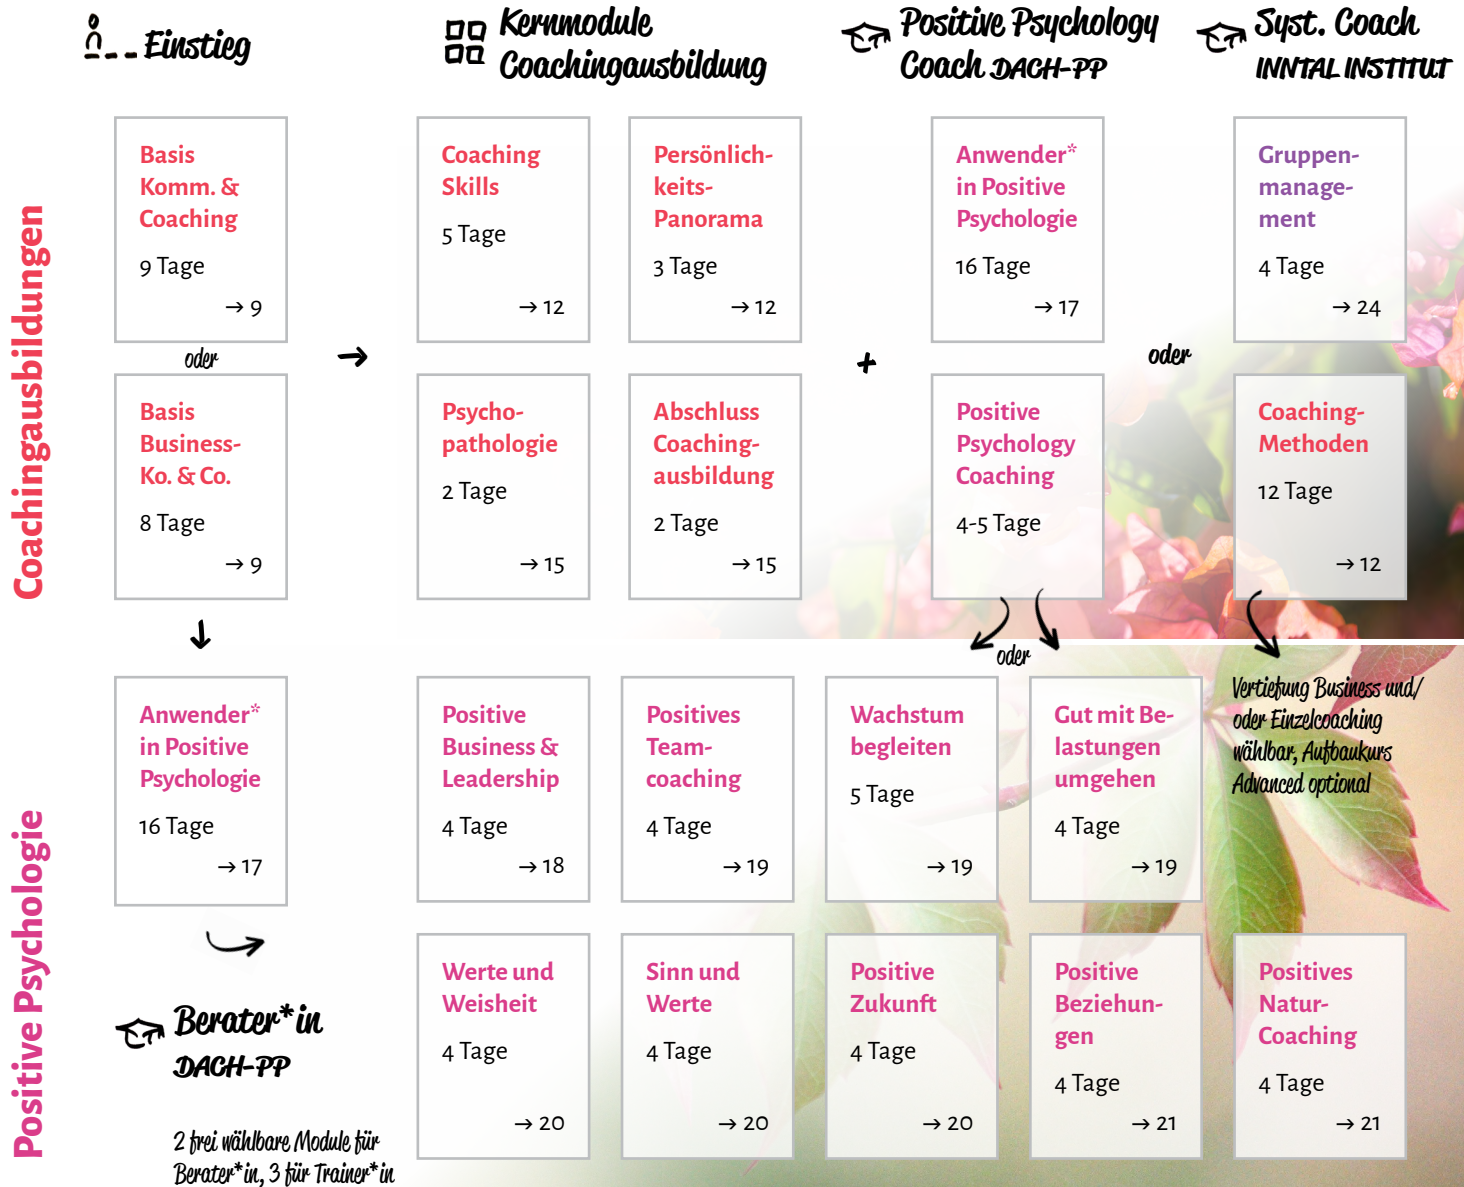 Einstieg
Kernmodule
Coachingausbildung
Positive Psychology
Coach DACH-PP
Syst. Coach
INNTAL INSTITUT
Coachingausbildungen
Basis
Komm. &
Coaching
9 Tage
→ 9
oder
Basis
Business-
Ko. & Co.
8 Tage
→ 9
→
Coaching
Skills
5 Tage
→ 12
Persönlich-
keits-
Panorama
3 Tage
→ 12
Psycho-
pathologie
2 Tage
→ 15
Abschluss
Coaching-
ausbildung
2 Tage
→ 15
+
Anwender*
in Positive
Psychologie
16 Tage
→ 17
Positive
Psychology
Coaching
4-5 Tage
oder
oder
Gruppen-
manage-
ment
4 Tage
→ 24
Coaching-
Methoden
12 Tage
→ 12
Vertiefung Business und/
oder Einzelcoaching
wählbar, Aufbaukurs
Advanced optional
Positive Psychologie
Anwender*
in Positive
Psychologie
16 Tage
→ 17
Berater*in
DACH-PP
2 frei wählbare Module für
Berater*in, 3 für Trainer*in
Positive
Business &
Leadership
4 Tage
→ 18
Positives
Team-
coaching
4 Tage
→ 19
Wachstum
begleiten
5 Tage
→ 19
Gut mit Be-
lastungen
umgehen
4 Tage
→ 19
Werte und
Weisheit
4 Tage
→ 20
Sinn und
Werte
4 Tage
→ 20
Positive
Zukunft
4 Tage
→ 20
Positive
Beziehun-
gen
4 Tage
→ 21
Positives
Natur-
Coaching
4 Tage
→ 21